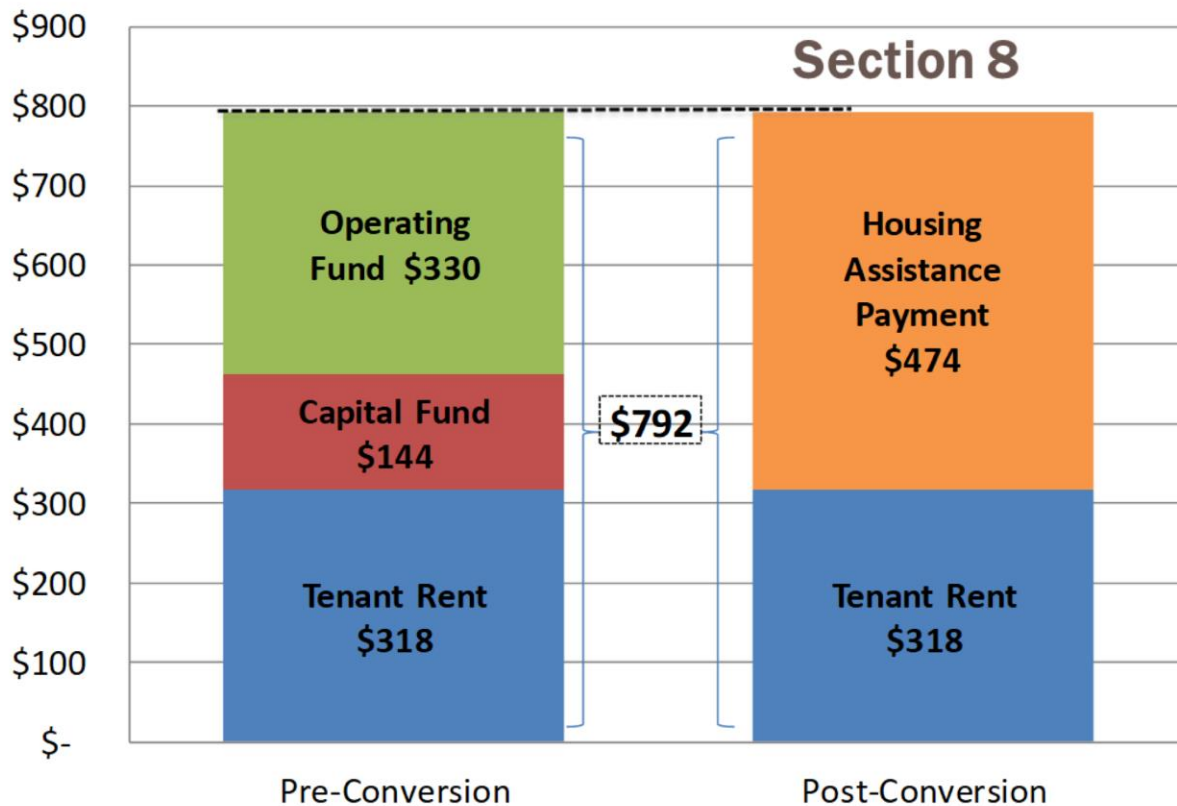 $900
$800
$700
$600
$500
$400
$300
$200
$100
$-
Section 8
Operating
Fund $330
Capital Fund
$144
Tenant Rent
$318
$792
Housing
Assistance
Payment
$474
Tenant Rent
$318
Pre-Conversion
Post-Conversion